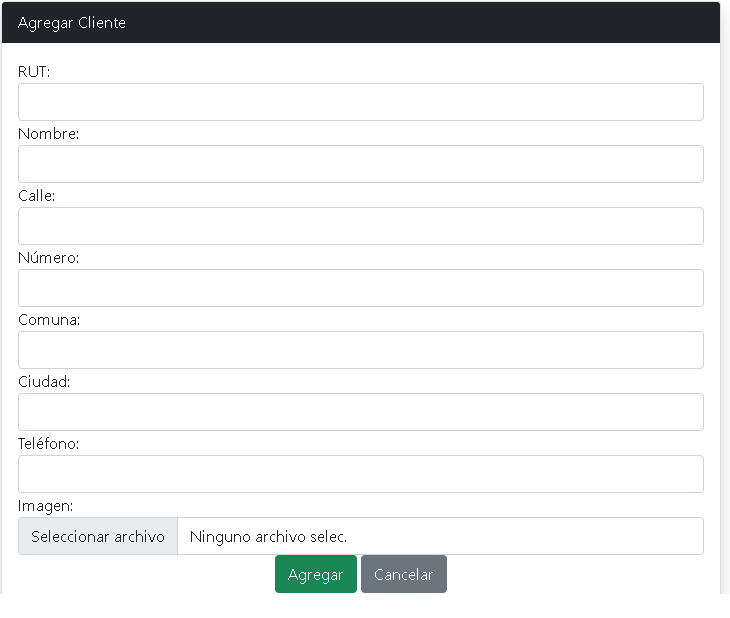 Agregar Cliente
RUT:
Nombre:
Calle:
Número:
Comuna:
Ciudad:
Teléfono:
Imagen:
Seleccionar archivo Ninguno archivo selec.
Agregar Cancelar